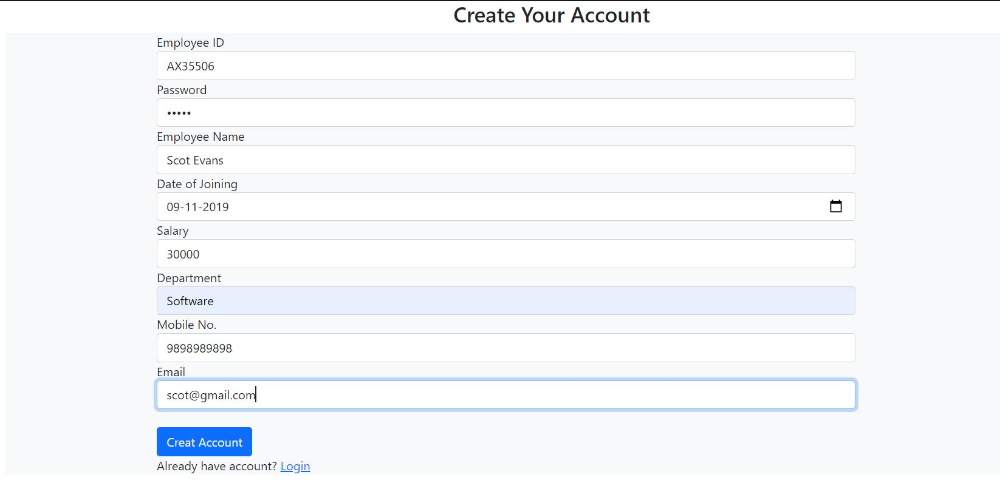 Create Your Account
Employee ID
AX35506
Password
•••••
Employee Name
Scot Evans
Date of Joining
09-11-2019
Salary
30000
Department
Software
Mobile No.
9898989898
Email
scot@gmail.com
Creat Account
Already have account? Login